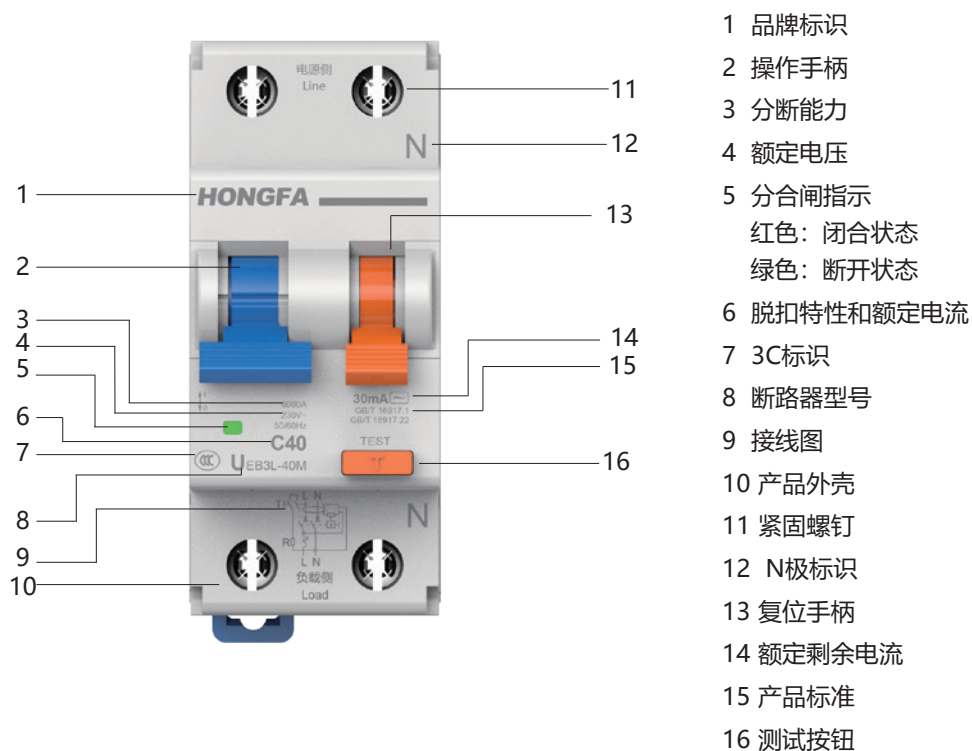 电源侧
Line
N
HONGFA
1
2
3
4
5
6
7
8
9
10
11
12
13
14
15
16
6000A
230V~
50/60Hz
C40
UEB3L-40M
30mA
GB/T 16917.1
GB/T 16917.22
TEST
T
L N
N
R
L N
负载侧
Load
1 品牌标识
2 操作手柄
3 分断能力
4 额定电压
5 分合闸指示
红色：闭合状态
绿色：断开状态
6 脱扣特性和额定电流
7 3C标识
8 断路器型号
9 接线图
10 产品外壳
11 紧固螺钉
12 N极标识
13 复位手柄
14 额定剩余电流
15 产品标准
16 测试按钮